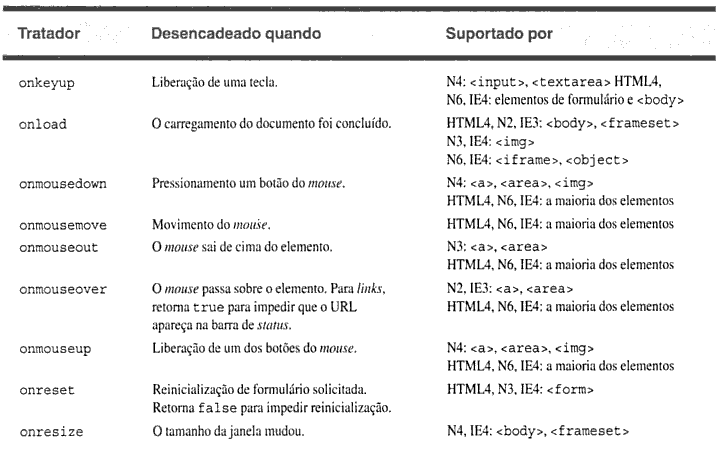 Tratador Desencadeado quando Suportado por
onkeyup Liberação de uma tecla. N4: <input>, <textarea> HTML4,
N6, IE4: elementos de formulário e <body>
onload O carregamento do documento foi concluído. HTML4, N2, IE3: <body>, <frameset>
N3, IE4: <img>
N6, IE4: <iframe>, <object>
onmousedown Pressionamento um botão do mouse. N4: <a>, <area>, <img>
HTML4, N6, IE4: a maioria dos elementos
onmousemove Movimento do mouse. HTML4, N6, IE4: a maioria dos elementos
onmouseout O mouse sai de cima do elemento. N3: <a>, <area>
HTML4, N6, IE4: a maioria dos elementos
onmouseover O mouse passa sobre o elemento. Para links, N2, IE3: <a>, <area>
retorna true para impedir que o URL HTML4, N6, IE4: a maioria dos elementos
apareça na barra de status.
onmouseup Liberação de um dos botões do mouse. N4: <a>, <area>, <img>
HTML4, N6, IE4: a maioria dos elementos
onreset Reinicialização de formulário solicitada. HTML4, N3, IE4: <form>
Retorna false para impedir reinicialização.
onresize O tamanho da janela mudou. N4, IE4: <body>, <frameset>